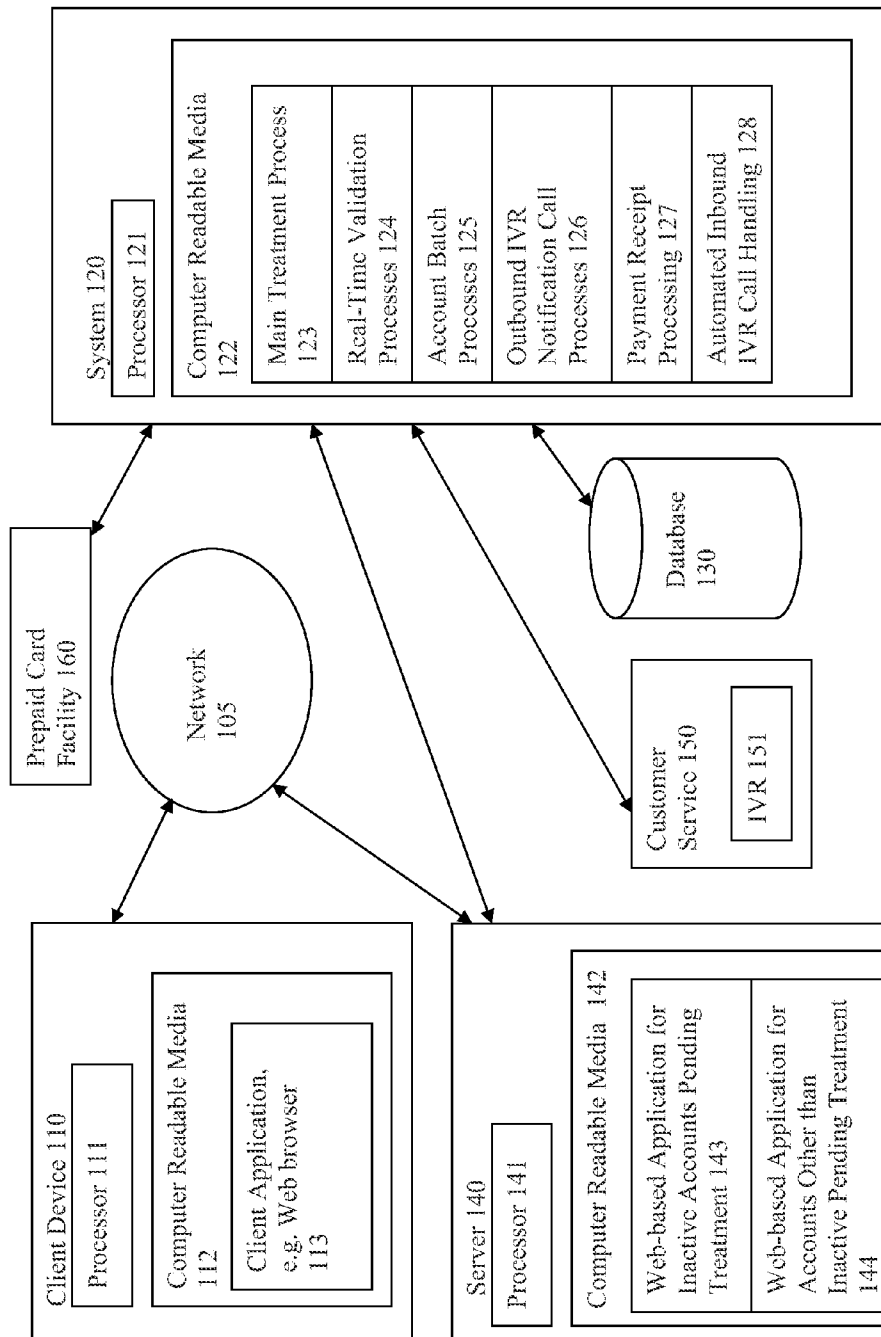 Client Device 110
Processor 111
Computer Readable Media
112
Client Application,
e.g. Web browser
113
Prepaid Card
Facility 160
Network
105
System 120
Processor 121
Computer Readable Media
122
Main Treatment Process
123
Real-Time Validation
Processes 124
Account Batch
Processes 125
Outbound IVR
Notification Call
Processes 126
Payment Receipt
Processing 127
Automated Inbound
IVR Call Handling 128
Server 140
Processor 141
Computer Readable Media 142
Web-based Application for
Inactive Accounts Pending
Treatment 143
Web-based Application for
Accounts Other than
Inactive Pending Treatment
144
Customer
Service 150
IVR 151
Database
130